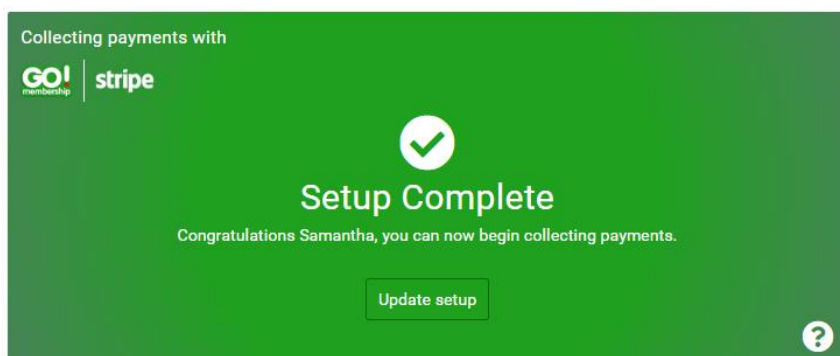 Collecting payments with
GO!
membership
stripe
Setup Complete
Congratulations Samantha, you can now begin collecting payments.
Update setup
?